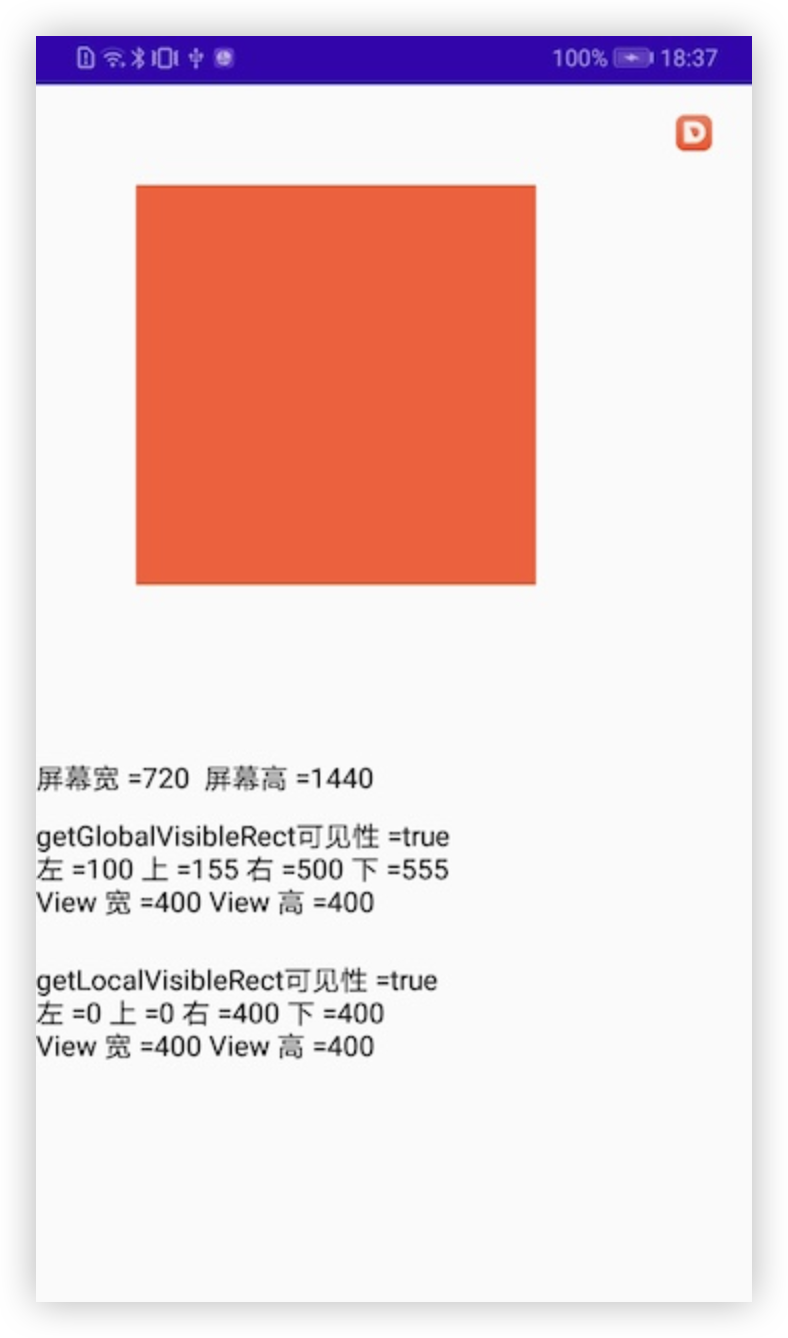 100% 18:37
屏幕宽 =720  屏幕高 =1440
getGlobalVisibleRect可见性 =true
左 =100 上 =155 右 =500 下 =555
View 宽 =400 View 高 =400
getLocalVisibleRect可见性 =true
左 =0 上 =0 右 =400 下 =400
View 宽 =400 View 高 =400